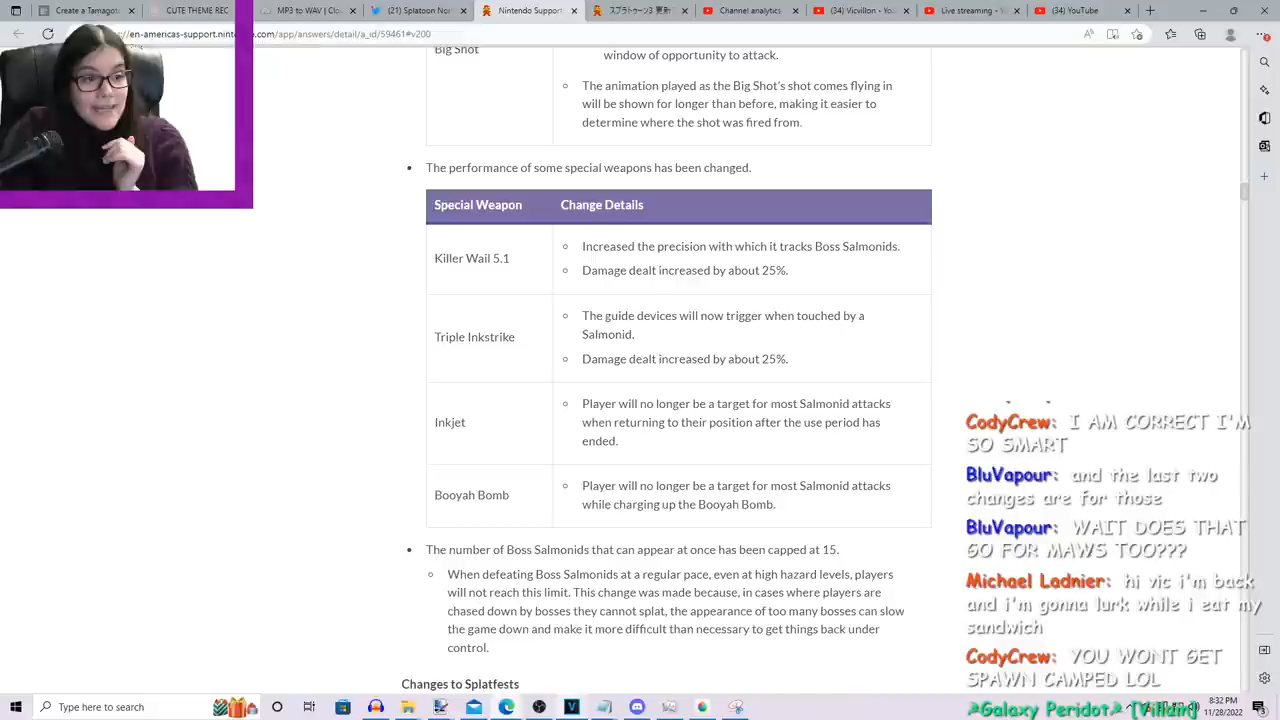 Create a Tamagot
CUTE THEME REC
MP3 to WAV | Clou
(21) Splatoon Nor
Nintendo Support:
スプラトゥーン3 更新
Channel analytics
(34) Vicvillon - You
Live streaming - Yo
(34) YouTube
en-americas-support.nintendo.com/app/answers/detail/a_id/59461#v200
Big Shot
window of opportunity to attack.
The animation played as the Big Shot's shot comes flying in
will be shown for longer than before, making it easier to
determine where the shot was fired from.
• The performance of some special weapons has been changed.
Special Weapon Change Details
Killer Wail 5.1
Increased the precision with which it tracks Boss Salmonids.
Damage dealt increased by about 25%.
Triple Inkstrike
The guide devices will now trigger when touched by a
Salmonid.
Damage dealt increased by about 25%.
Inkjet
Player will no longer be a target for most Salmonid attacks
when returning to their position after the use period has
ended.
Booyah Bomb
Player will no longer be a target for most Salmonid attacks
while charging up the Booyah Bomb.
• The number of Boss Salmonids that can appear at once has been capped at 15.
When defeating Boss Salmonids at a regular pace, even at high hazard levels, players
will not reach this limit. This change was made because, in cases where players are
chased down by bosses they cannot splat, the appearance of too many bosses can slow
the game down and make it more difficult than necessary to get things back under
control.
Changes to Splatfests
CodyCrew: I AM CORRECT I'M
SO SMART
BluVapour: and the last two
changes are for those
BluVapour: WAIT DOES THAT
GO FOR MAWS TOO???
Michael Ladnier: hi vic i'm back
and i'm gonna lurk while i eat my
sandwich
CodyCrew: YOU WONT GET
SPAWN CAMPED LOL
Galaxy Peridot [Villain]
Type here to search
8:32 PM
11/28/2022